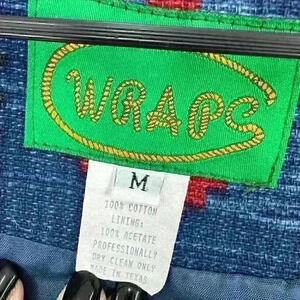 WRAPS
M
100% COTTON
LINING:
100% ACETATE
PROFESSIONALLY
DRY CLEAN ONLY
MADE IN TEXAS